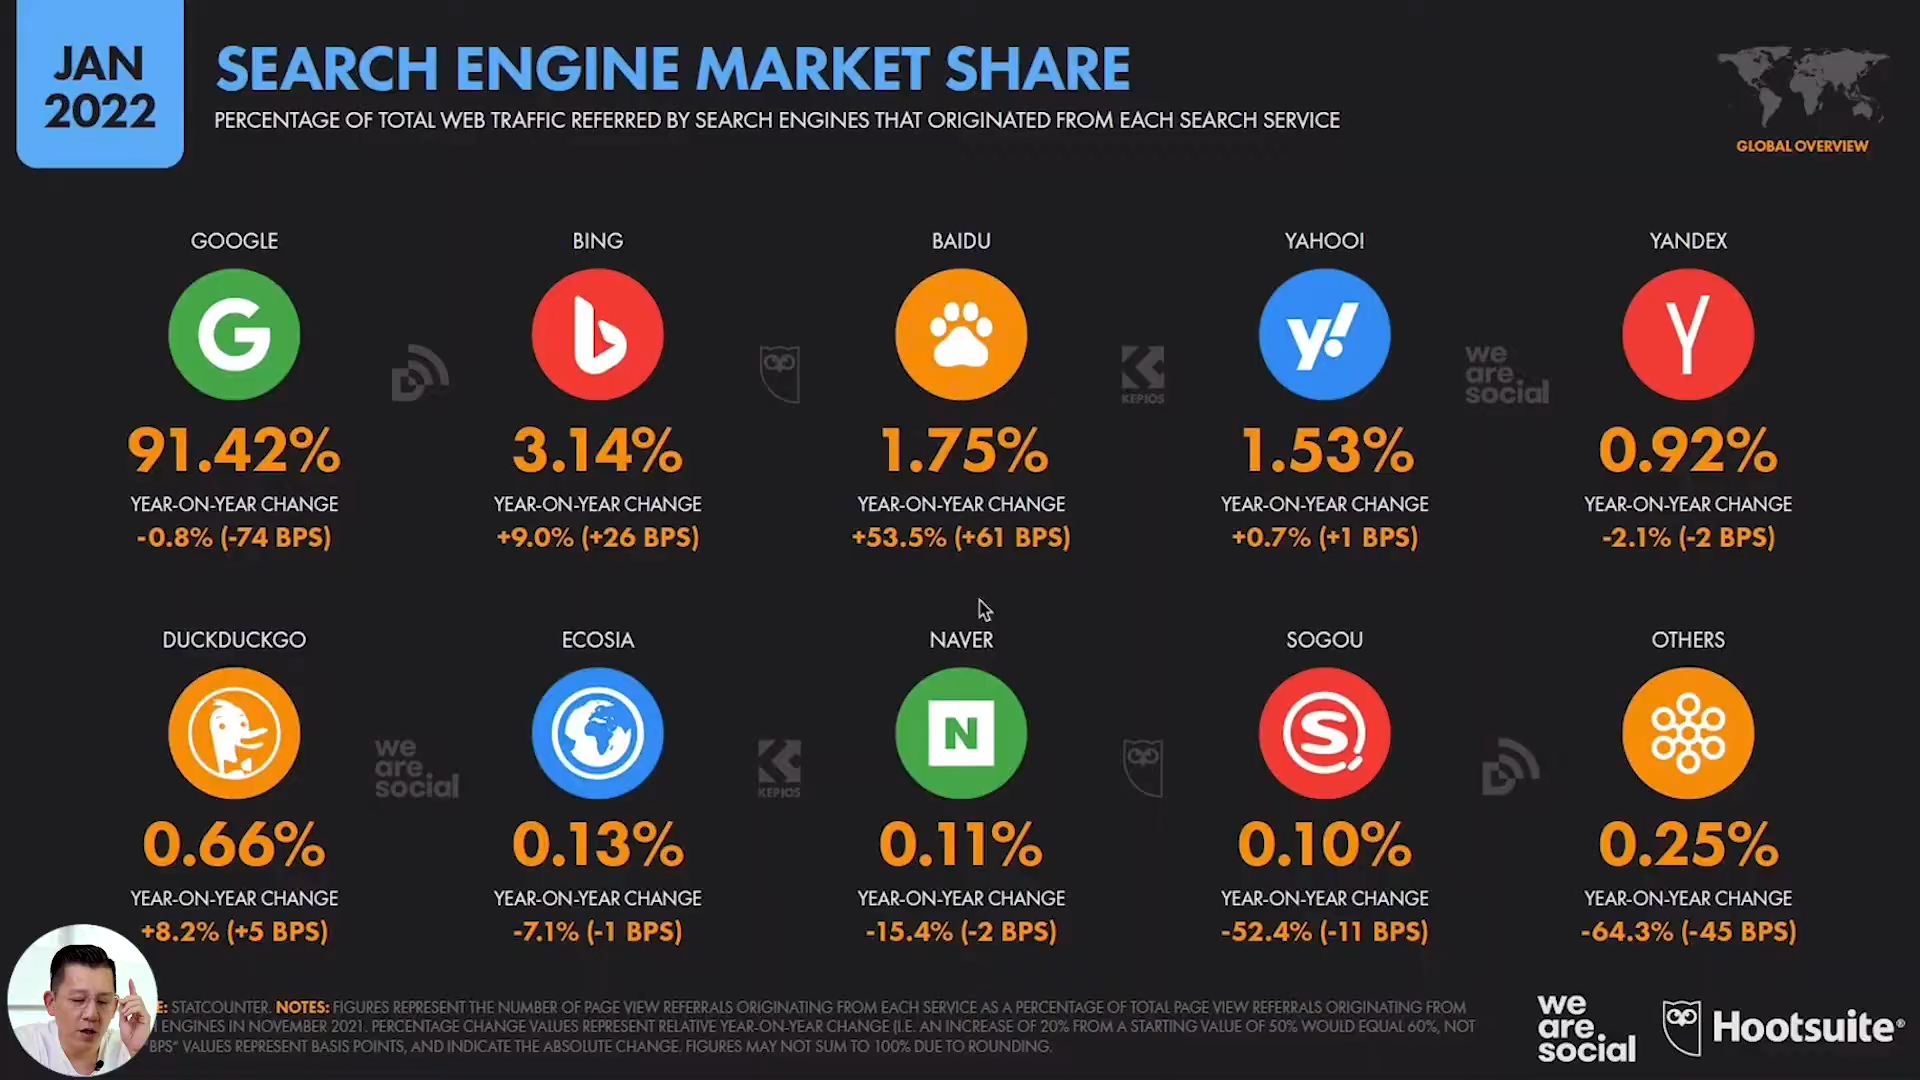 JAN
2022
SEARCH ENGINE MARKET SHARE
PERCENTAGE OF TOTAL WEB TRAFFIC REFERRED BY SEARCH ENGINES THAT ORIGINATED FROM EACH SEARCH SERVICE
GLOBAL OVERVIEW
GOOGLE
BING
BAIDU
YAHOO!
YANDEX
G
b
y!
Y
we
are
social
KEPIOS
91.42%
3.14%
1.75%
1.53%
0.92%
YEAR-ON-YEAR CHANGE
YEAR-ON-YEAR CHANGE
YEAR-ON-YEAR CHANGE
YEAR-ON-YEAR CHANGE
YEAR-ON-YEAR CHANGE
-0.8% (-74 BPS)
+9.0% (+26 BPS)
+53.5% (+61 BPS)
+0.7% (+1 BPS)
-2.1% (-2 BPS)
DUCKDUCKGO
ECOSIA
NAVER
SOGOU
OTHERS
N
S
we
are
social
KEPIOS
0.66%
0.13%
0.11%
0.10%
0.25%
YEAR-ON-YEAR CHANGE
YEAR-ON-YEAR CHANGE
YEAR-ON-YEAR CHANGE
YEAR-ON-YEAR CHANGE
YEAR-ON-YEAR CHANGE
+8.2% (+5 BPS)
-7.1% (-1 BPS)
-15.4% (-2 BPS)
-52.4% (-11 BPS)
-64.3% (-45 BPS)
E: STATCOUNTER. NOTES: FIGURES REPRESENT THE NUMBER OF PAGE VIEW REFERRALS ORIGINATING FROM EACH SERVICE AS A PERCENTAGE OF TOTAL PAGE VIEW REFERRALS ORIGINATING FROM
ENGINES IN NOVEMBER 2021. PERCENTAGE CHANGE VALUES REPRESENT RELATIVE YEAR-ON-YEAR CHANGE (I.E. AN INCREASE OF 20% FROM A STARTING VALUE OF 50% WOULD EQUAL 60%, NOT
BPS" VALUES REPRESENT BASIS POINTS, AND INDICATE THE ABSOLUTE CHANGE. FIGURES MAY NOT SUM TO 100% DUE TO ROUNDING.
we
are
social
Hootsuite®